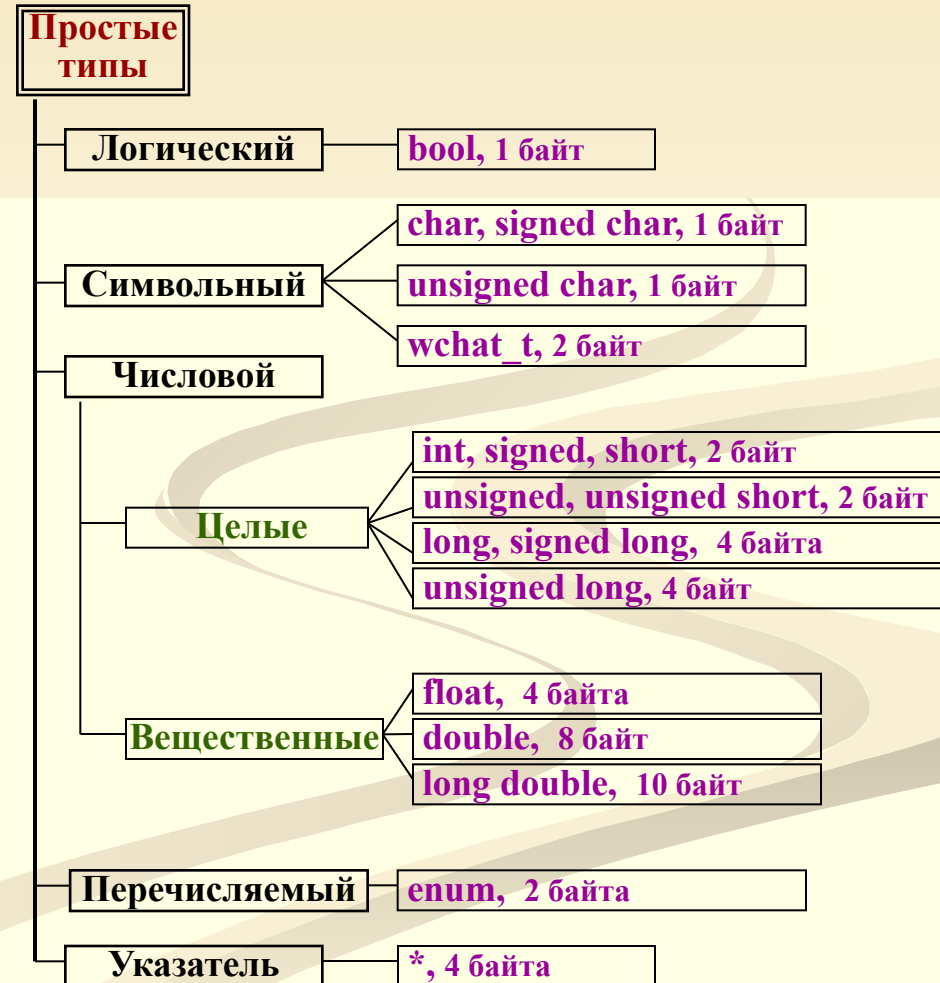 Простые
типы
Логический
bool, 1 байт
Символьный
char, signed char, 1 байт
unsigned char, 1 байт
wchat_t, 2 байт
Числовой
Целые
int, signed, short, 2 байт
unsigned, unsigned short, 2 байт
long, signed long, 4 байта
unsigned long, 4 байт
Вещественные
float, 4 байта
double, 8 байт
long double, 10 байт
Перечисляемый
enum, 2 байта
Указатель
*, 4 байта